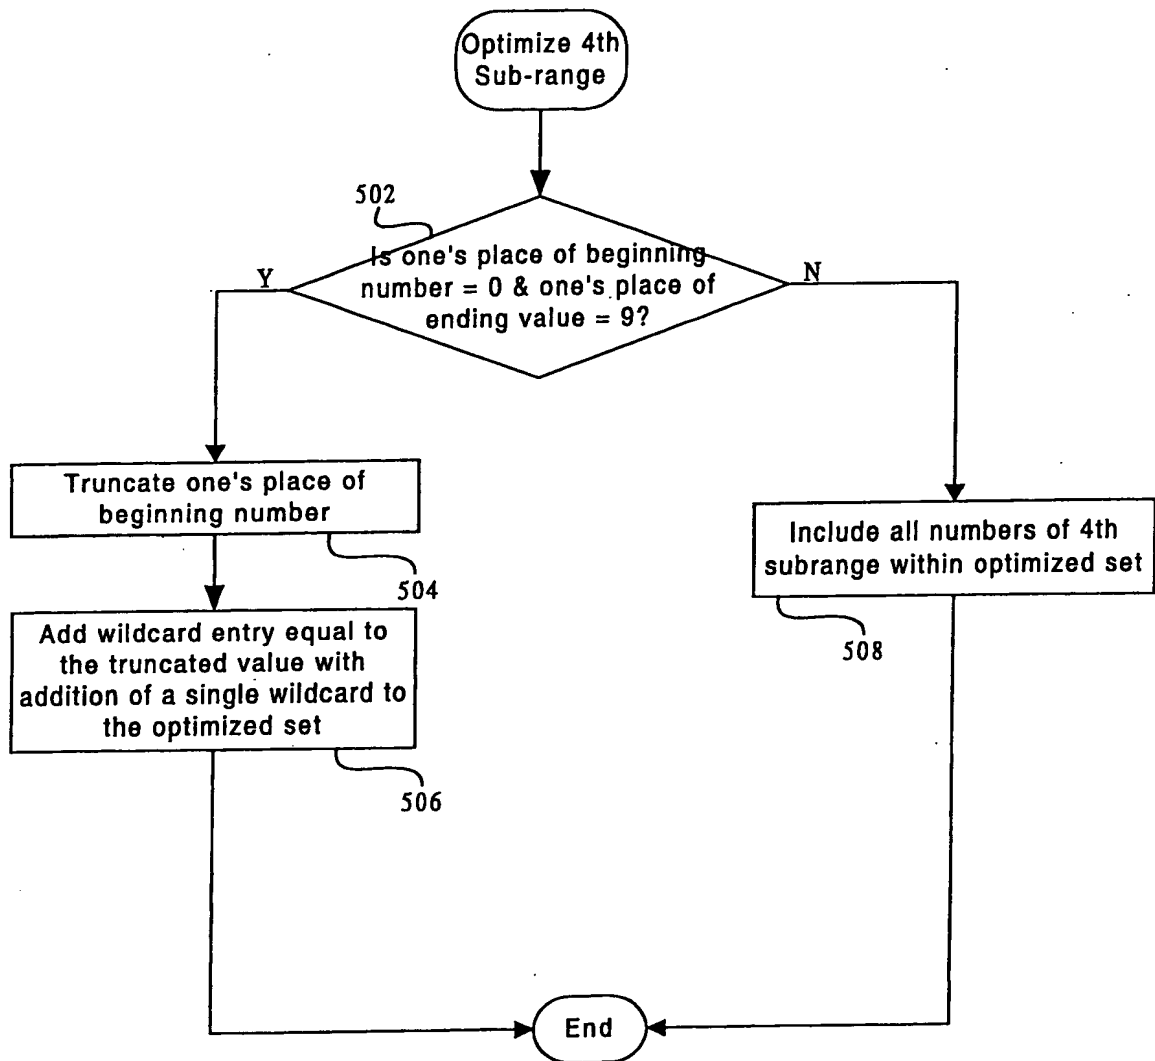 Optimize 4th
Sub-range
502
Is one's place of beginning
number = 0 & one's place of
ending value = 9?
Y
N
Truncate one's place of
beginning number
504
Add wildcard entry equal to
the truncated value with
addition of a single wildcard to
the optimized set
506
Include all numbers of 4th
subrange within optimized set
508
End